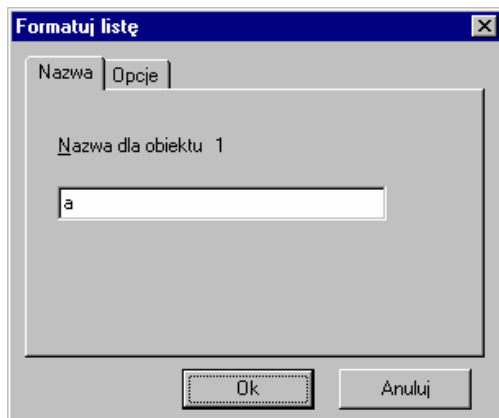 Formatuj listę
Nazwa Opcje
Nazwa dla obiektu 1
a
Ok Anuluj